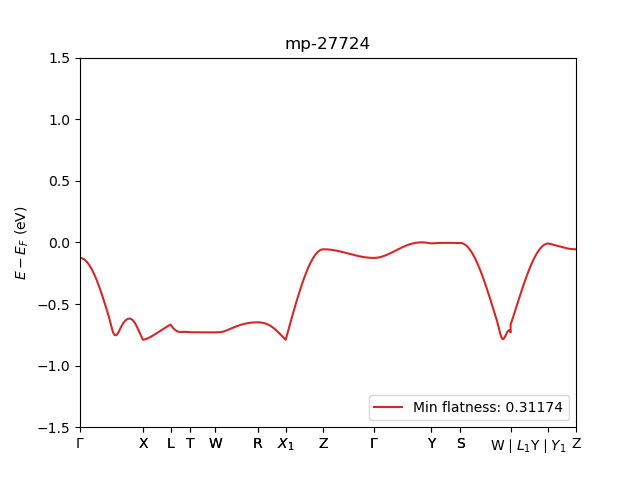 mp-27724
1.5
1.0
0.5
0.0
−0.5
−1.0
−1.5
E − E_F (eV)
Min flatness: 0.31174
Γ X L T W R X₁ Z Γ Y S W | L₁Y | Y₁ Z